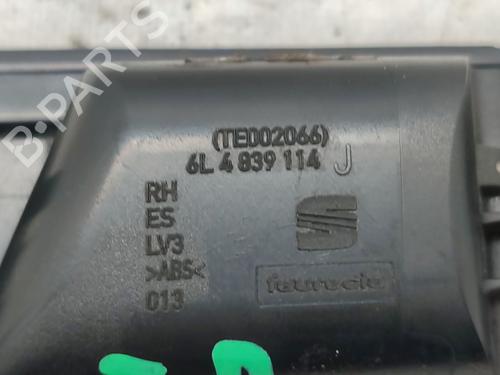 B-PARTS
(TED02066)
6L 4 839 114 J
RH
ES
LV3
>ABS<
013
faurecia